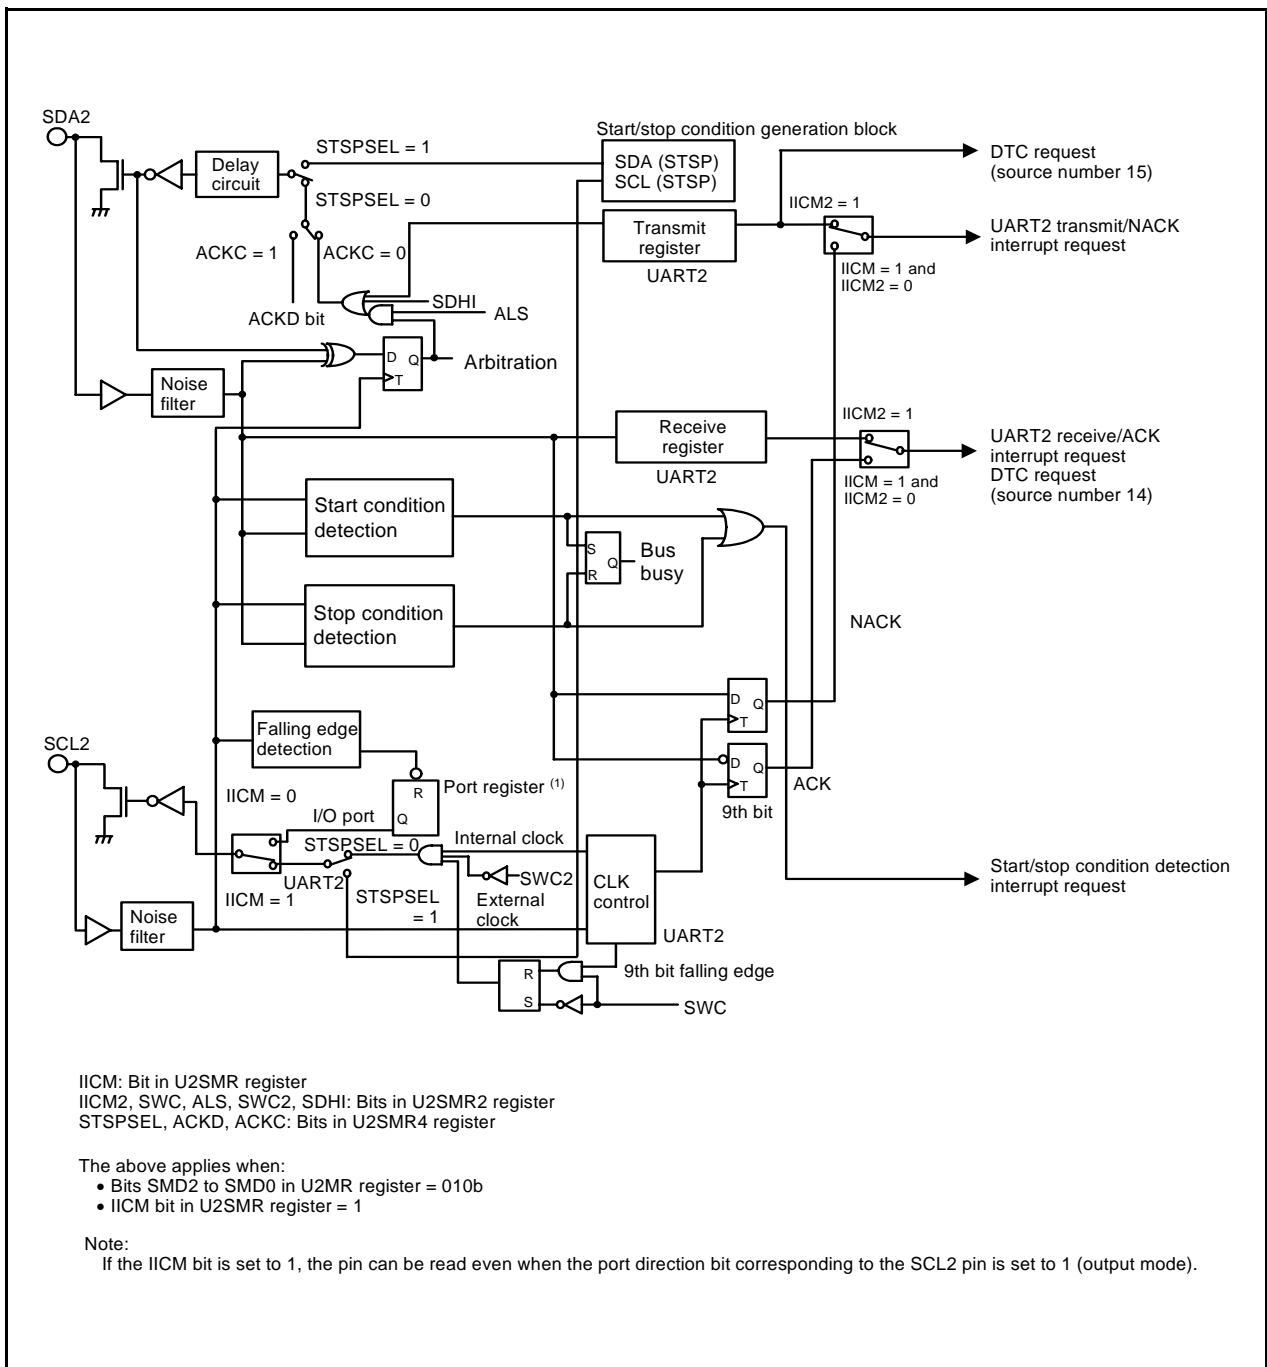 SDA2
Delay
circuit
STSPSEL = 1
STSPSEL = 0
ACKC = 1
ACKC = 0
ACKD bit
SDHI
ALS
D
Q
T
Arbitration
Noise
filter
Start/stop condition generation block
SDA (STSP)
SCL (STSP)
Transmit
register
UART2
IICM2 = 1
IICM = 1 and
IICM2 = 0
DTC request
(source number 15)
UART2 transmit/NACK
interrupt request
Receive
register
UART2
IICM2 = 1
IICM = 1 and
IICM2 = 0
UART2 receive/ACK
interrupt request
DTC request
(source number 14)
Start condition
detection
Stop condition
detection
S
R
Q
Bus
busy
NACK
D
Q
T
D
Q
T
ACK
9th bit
Falling edge
detection
SCL2
R
Q
Port register (1)
IICM = 0
I/O port
STSPSEL = 0
UART2
IICM = 1
STSPSEL
= 1
Internal clock
SWC2
External
clock
CLK
control
UART2
Noise
filter
R
S
9th bit falling edge
SWC
Start/stop condition detection
interrupt request
IICM: Bit in U2SMR register
IICM2, SWC, ALS, SWC2, SDHI: Bits in U2SMR2 register
STSPSEL, ACKD, ACKC: Bits in U2SMR4 register
The above applies when:
• Bits SMD2 to SMD0 in U2MR register = 010b
• IICM bit in U2SMR register = 1
Note:
If the IICM bit is set to 1, the pin can be read even when the port direction bit corresponding to the SCL2 pin is set to 1 (output mode).